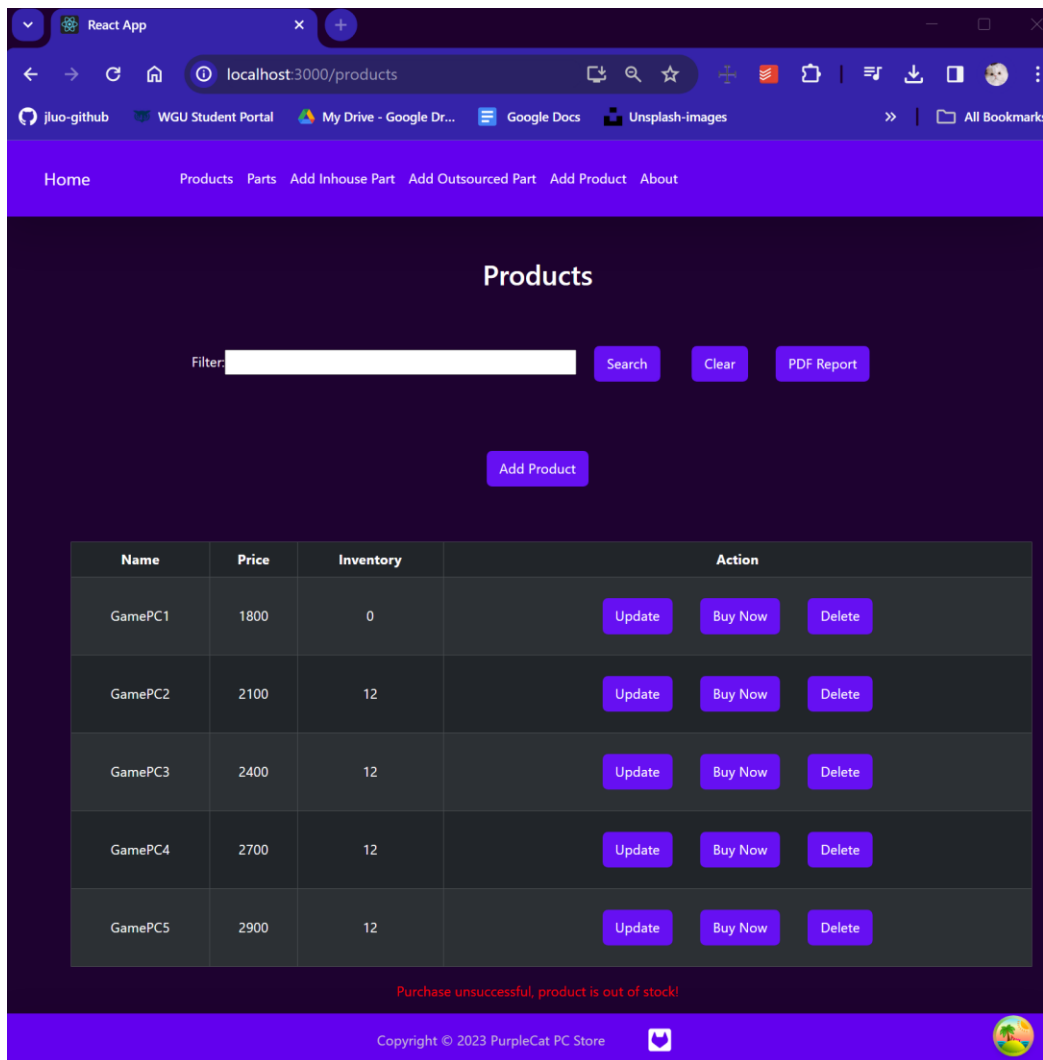 React App
localhost:3000/products
jluo-github WGU Student Portal My Drive - Google Dr... Google Docs Unsplash-images » All Bookmarks
Home Products Parts Add Inhouse Part Add Outsourced Part Add Product About
Products
Filter: Search Clear PDF Report
Add Product
Name Price Inventory Action
GamePC1 1800 0 Update Buy Now Delete
GamePC2 2100 12 Update Buy Now Delete
GamePC3 2400 12 Update Buy Now Delete
GamePC4 2700 12 Update Buy Now Delete
GamePC5 2900 12 Update Buy Now Delete
Purchase unsuccessful, product is out of stock!
Copyright © 2023 PurpleCat PC Store